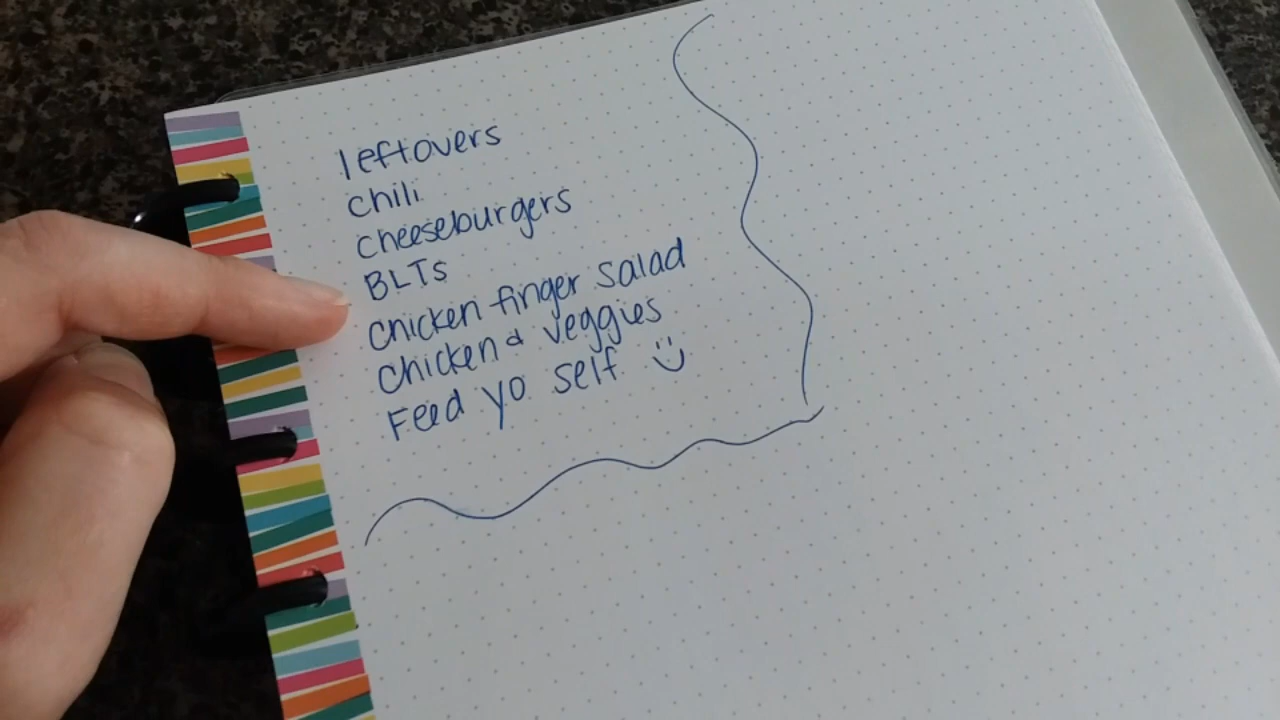 leftovers
chili
cheeseburgers
BLTs
chicken finger salad
chicken & veggies
Feed yo self :)